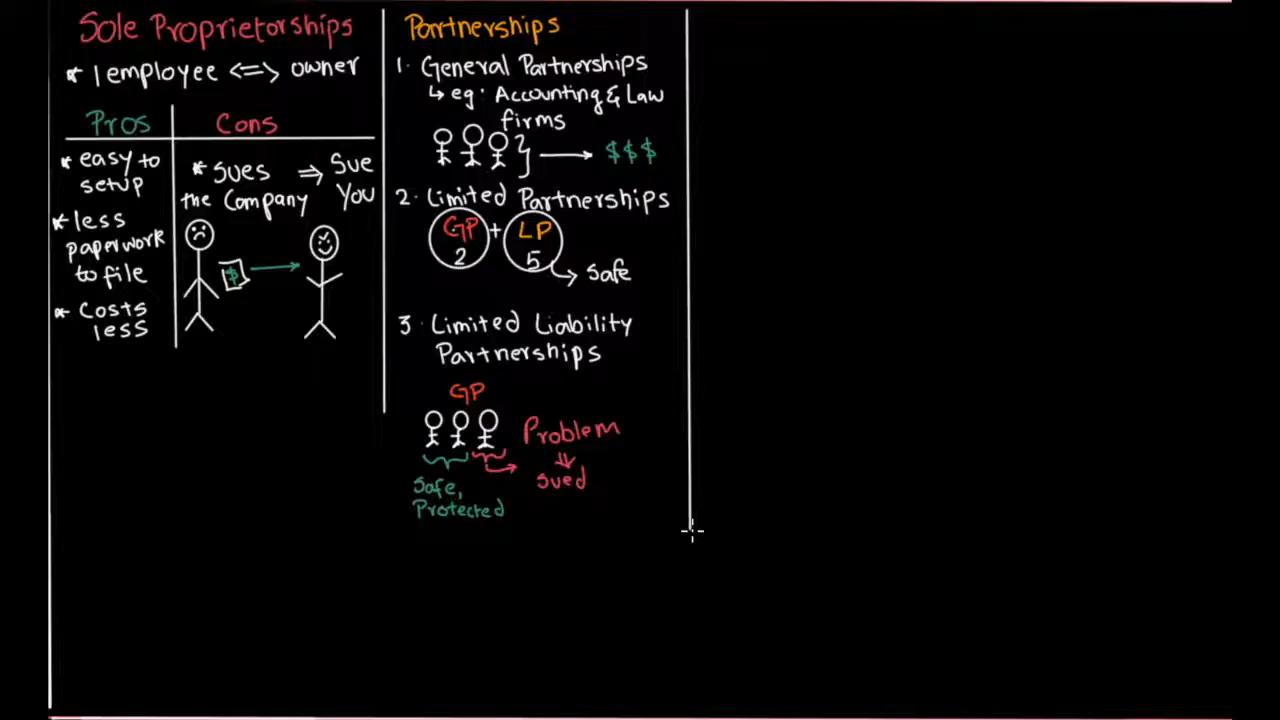 Sole Proprietorships
* 1 employee <=> owner
Pros
Cons
* easy to
setup
* less
paperwork
to file
* Costs
less
* Sues => Sue
the Company You
$
Partnerships
1. General Partnerships
↳ eg: Accounting & Law
firms
} → $$$
2. Limited Partnerships
GP + LP
2 5
→ safe
3. Limited Liability
Partnerships
GP
Problem
⇓
sued
Safe,
Protected